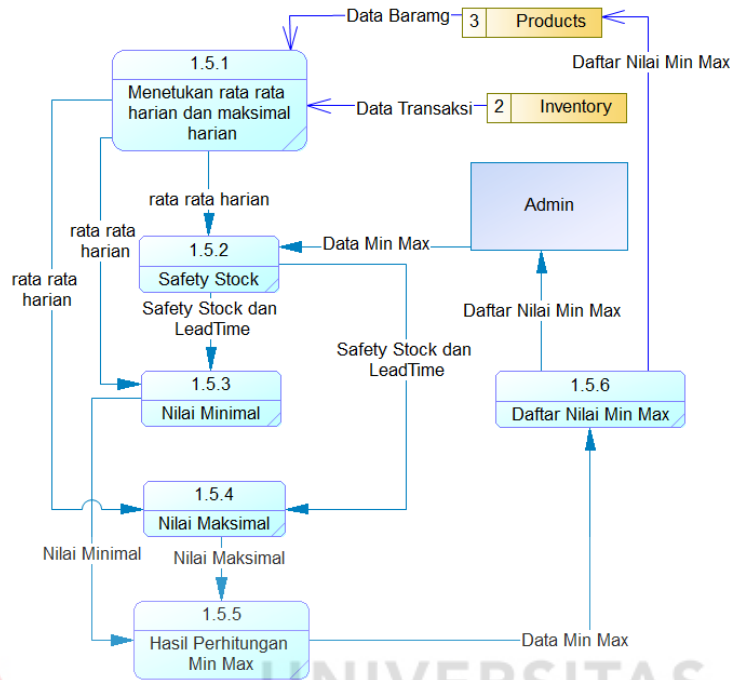 Data Baramg
3 Products
1.5.1
Menetukan rata rata
harian dan maksimal
harian
Daftar Nilai Min Max
Data Transaksi
2 Inventory
rata rata harian
Admin
rata rata
harian
1.5.2
Safety Stock
Data Min Max
rata rata
harian
Safety Stock dan
LeadTime
Daftar Nilai Min Max
Safety Stock dan
LeadTime
1.5.3
Nilai Minimal
1.5.6
Daftar Nilai Min Max
1.5.4
Nilai Maksimal
Nilai Minimal
Nilai Maksimal
1.5.5
Hasil Perhitungan
Min Max
Data Min Max
UNIVERSITAS